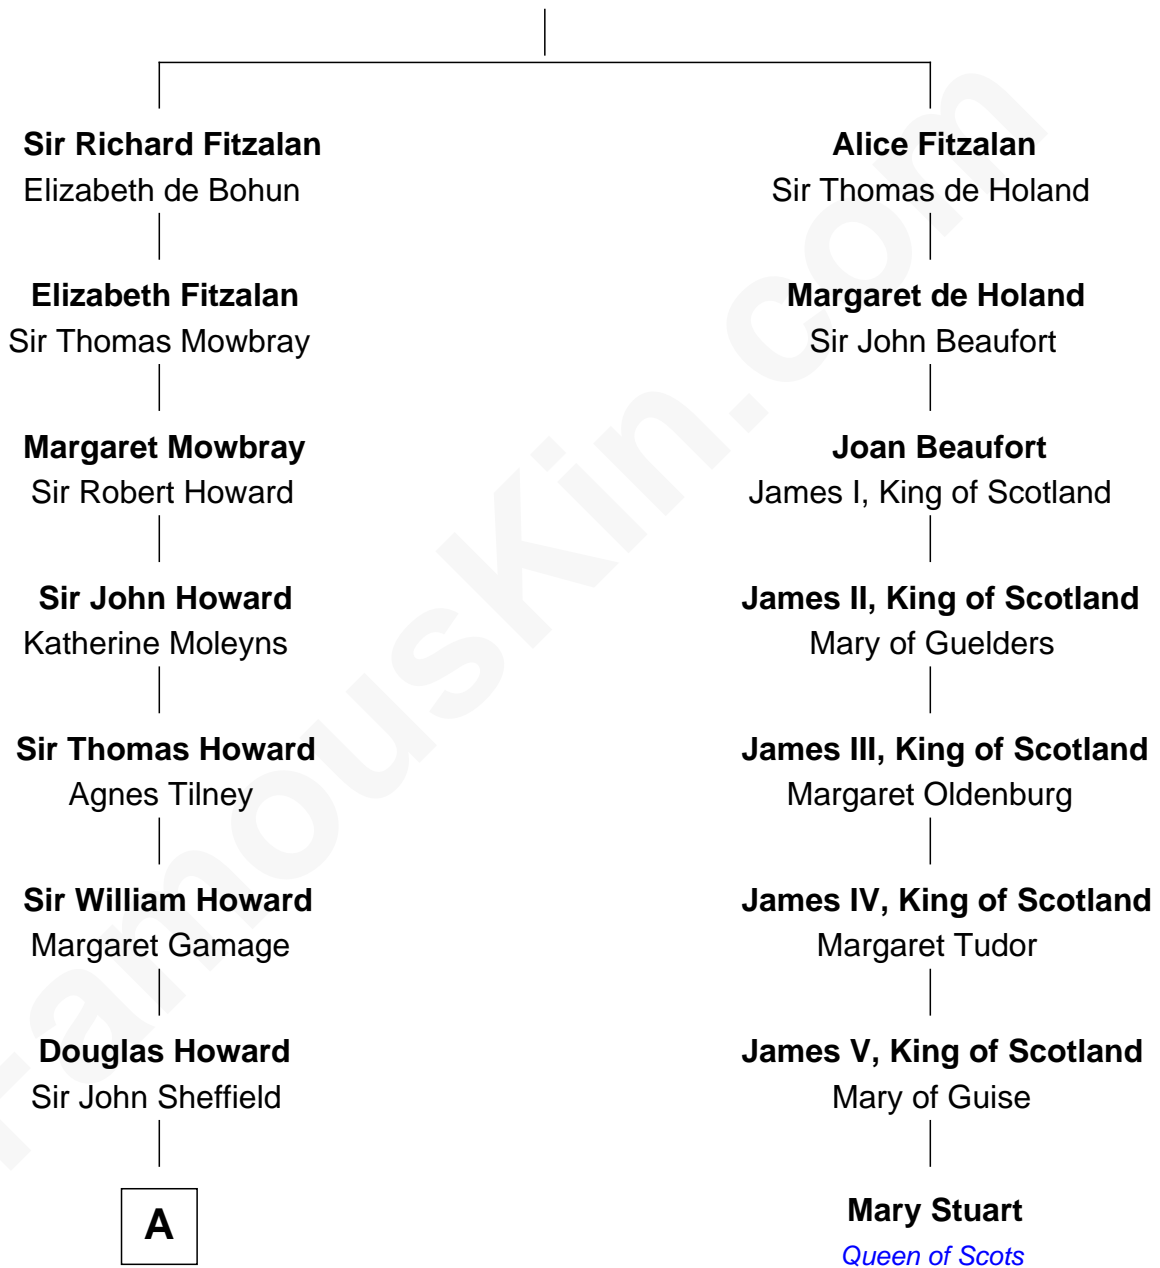 Sir Richard Fitzalan
Elizabeth de Bohun
Elizabeth Fitzalan
Sir Thomas Mowbray
Margaret Mowbray
Sir Robert Howard
Sir John Howard
Katherine Moleyns
Sir Thomas Howard
Agnes Tilney
Sir William Howard
Margaret Gamage
Douglas Howard
Sir John Sheffield
A
Alice Fitzalan
Sir Thomas de Holand
Margaret de Holand
Sir John Beaufort
Joan Beaufort
James I, King of Scotland
James II, King of Scotland
Mary of Guelders
James III, King of Scotland
Margaret Oldenburg
James IV, King of Scotland
Margaret Tudor
James V, King of Scotland
Mary of Guise
Mary Stuart
Queen of Scots
FamousKin.com